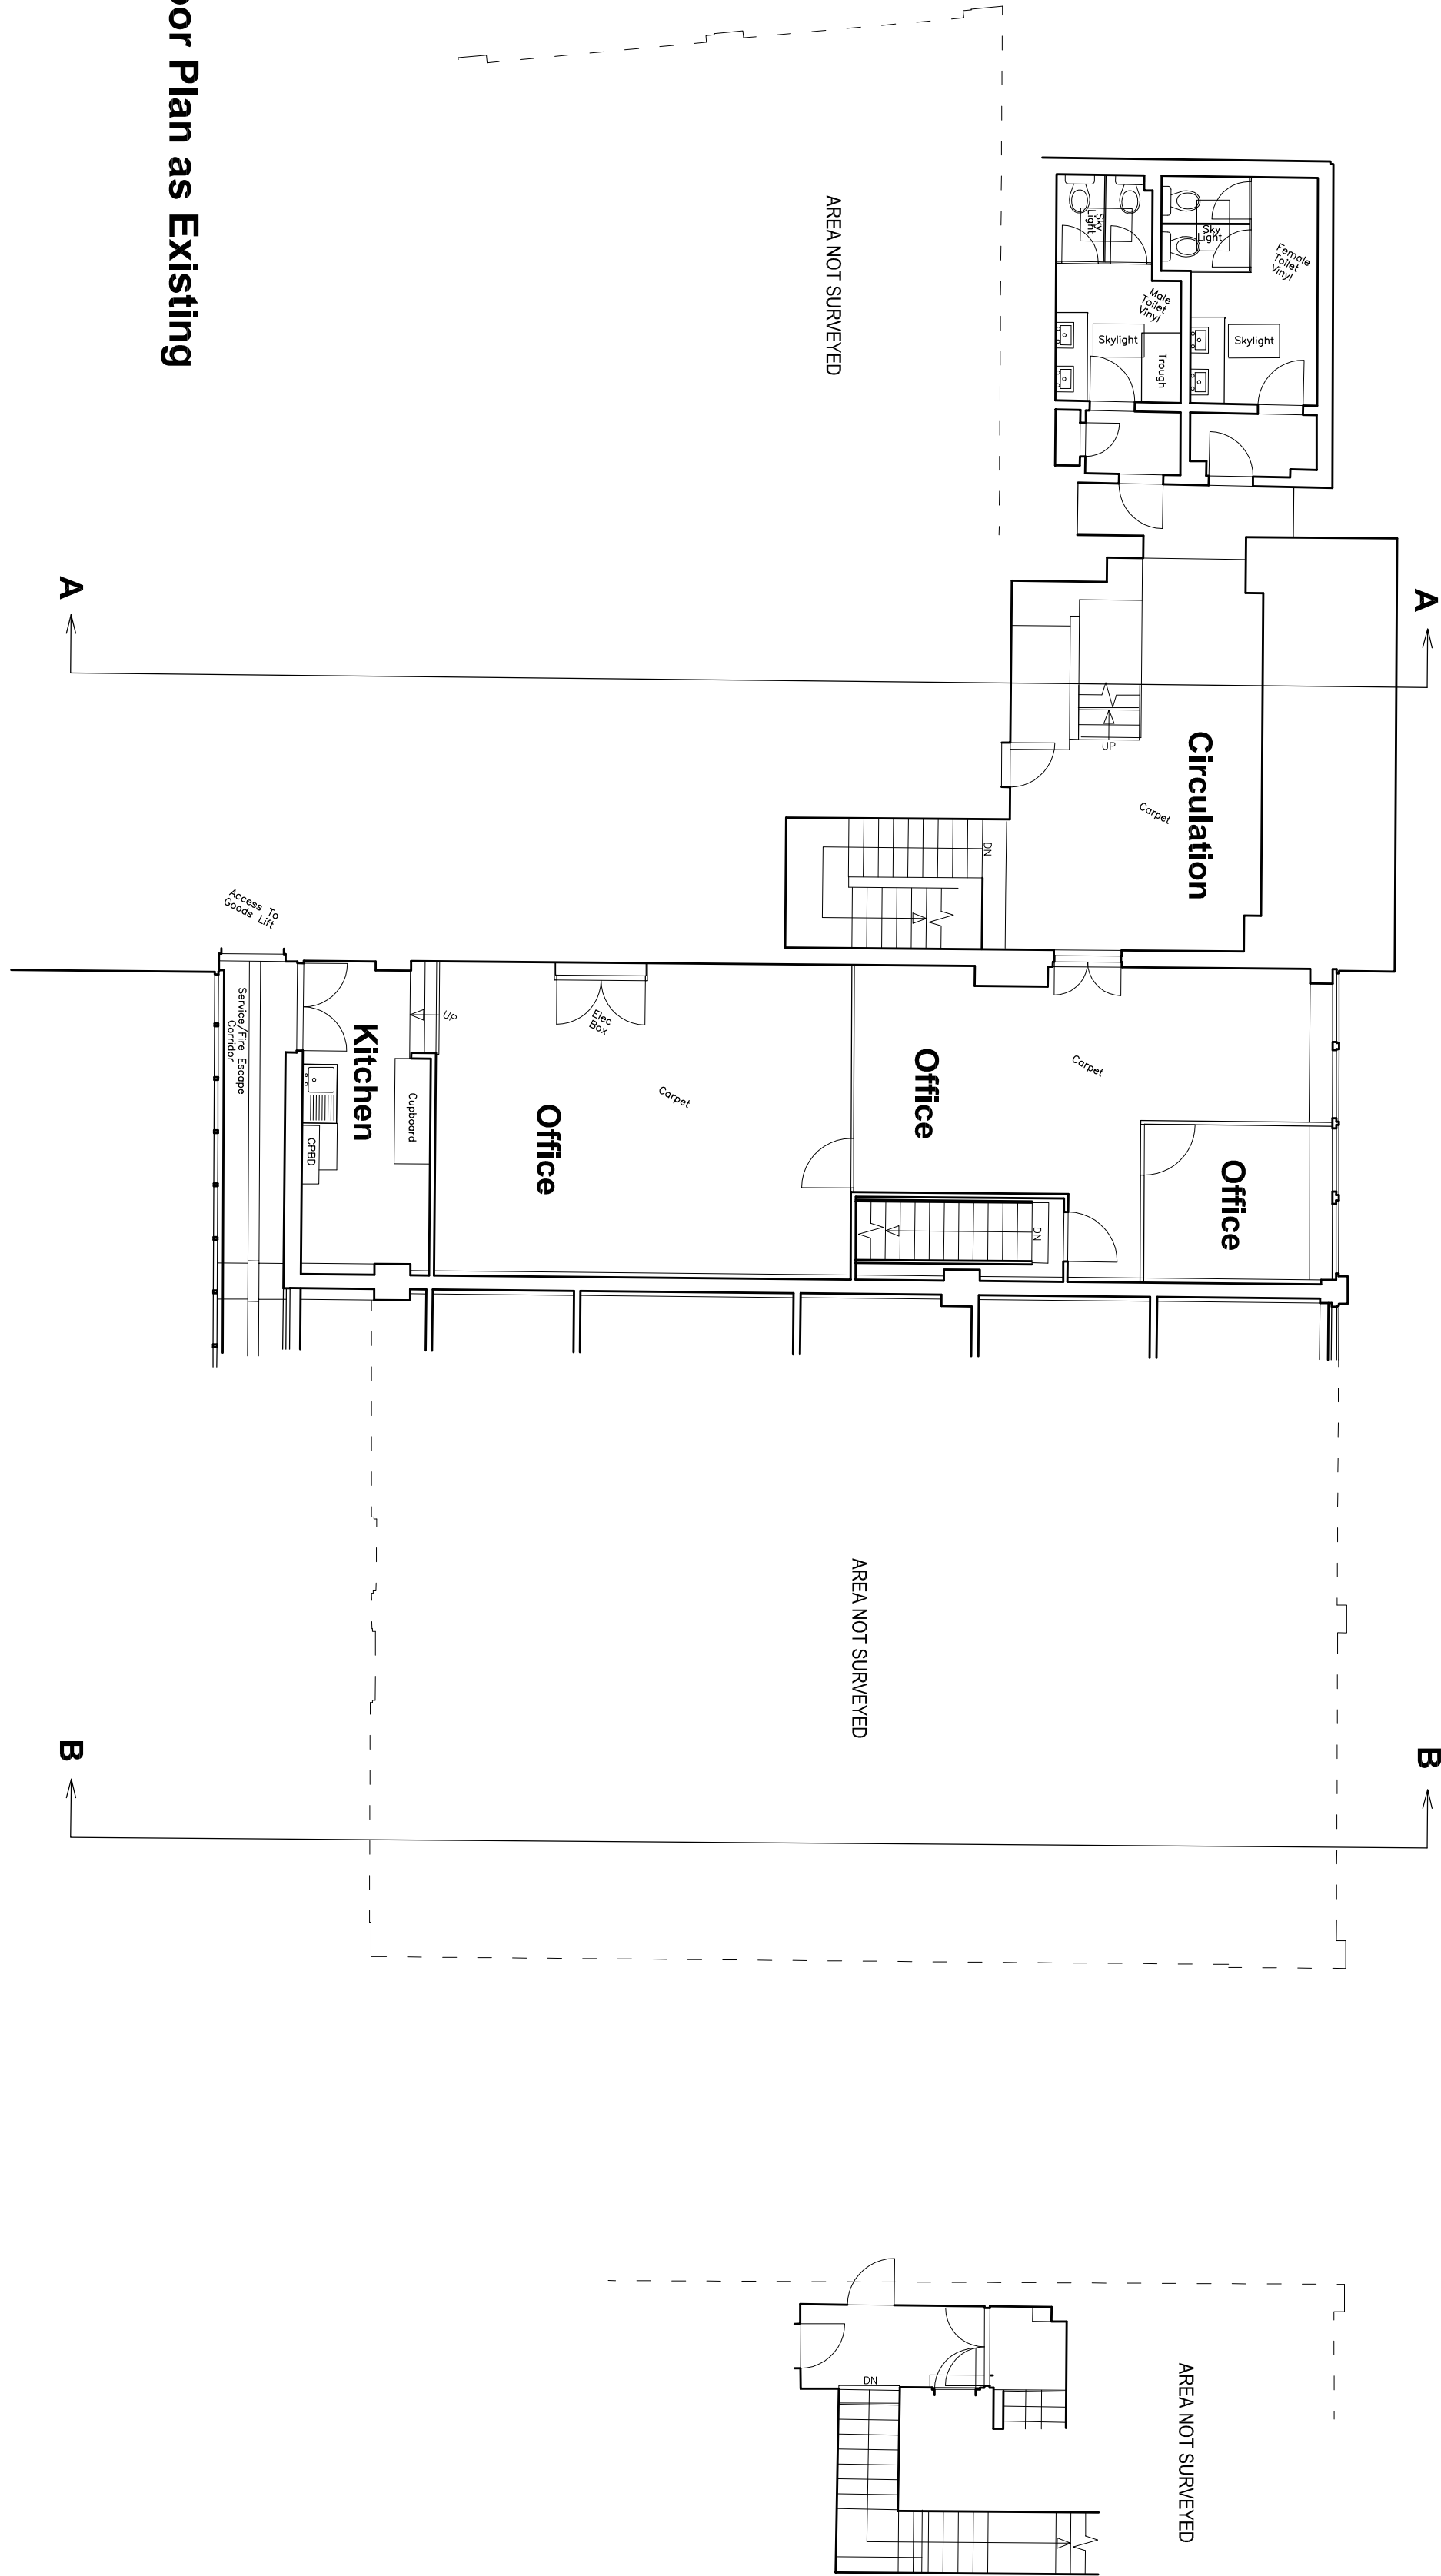 oor Plan as Existing
AREA NOT SURVEYED
Sky
Light
Sky
Light
Female
Toilet
Vinyl
Male
Toilet
Vinyl
Skylight
Skylight
Trough
A
A
UP
Circulation
Carpet
DN
Access To
Goods Lift
Service/Fire Escape
Corridor
Kitchen
UP
Cupboard
CPBD
Elec
Box
Office
Carpet
Office
Carpet
Office
DN
AREA NOT SURVEYED
B
B
DN
AREA NOT SURVEYED